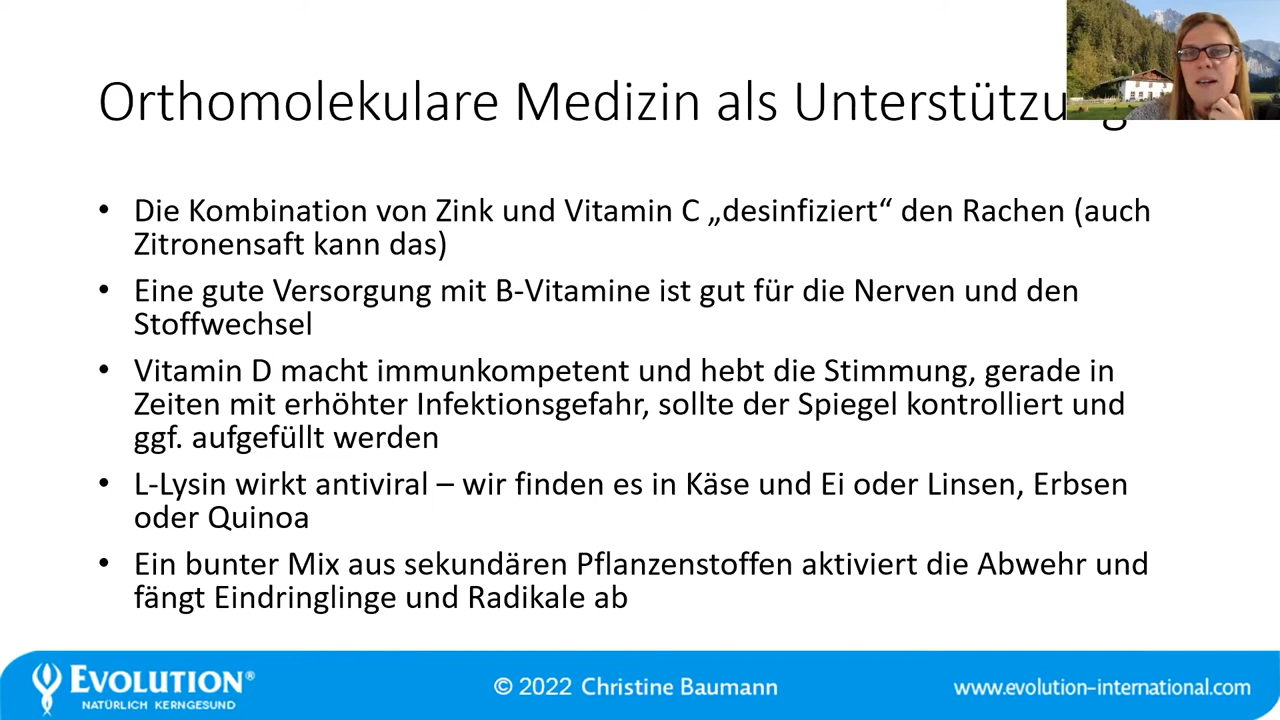 Orthomolekulare Medizin als Unterstützung
• Die Kombination von Zink und Vitamin C „desinfiziert“ den Rachen (auch
Zitronensaft kann das)
• Eine gute Versorgung mit B-Vitamine ist gut für die Nerven und den
Stoffwechsel
• Vitamin D macht immunkompetent und hebt die Stimmung, gerade in
Zeiten mit erhöhter Infektionsgefahr, sollte der Spiegel kontrolliert und
ggf. aufgefüllt werden
• L-Lysin wirkt antiviral – wir finden es in Käse und Ei oder Linsen, Erbsen
oder Quinoa
• Ein bunter Mix aus sekundären Pflanzenstoffen aktiviert die Abwehr und
fängt Eindringlinge und Radikale ab
EVOLUTION®
NATÜRLICH KERNGESUND
© 2022 Christine Baumann
www.evolution-international.com